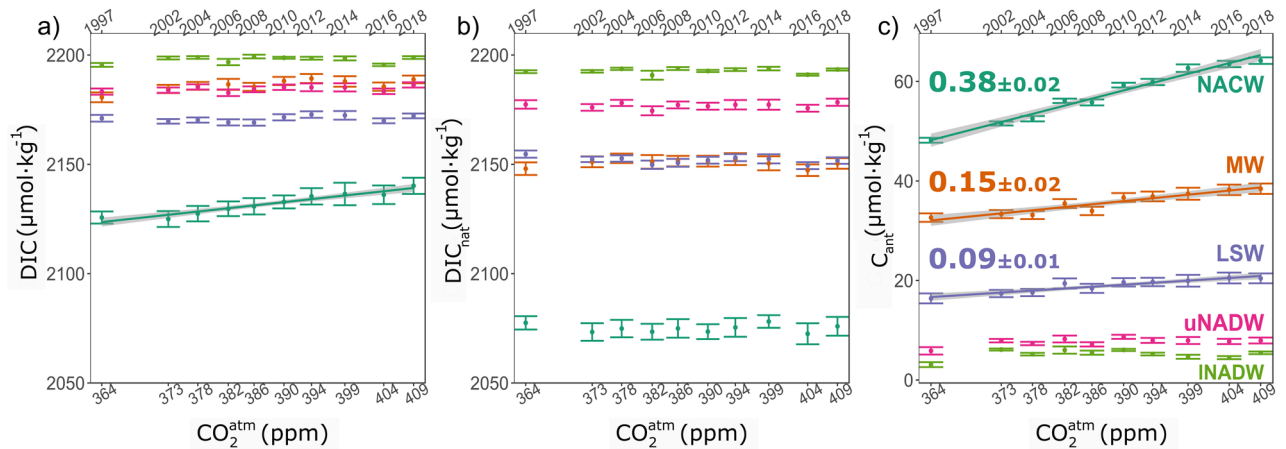 a)
1997 2002 2004 2006 2008 2010 2012 2014 2016 2018
DIC (μmol·kg⁻¹)
2200
2150
2100
2050
364 373 378 382 386 390 394 399 404 409
CO₂ᵃᵗᵐ (ppm)
b)
1997 2002 2004 2006 2008 2010 2012 2014 2016 2018
DICₙₐₜ (μmol·kg⁻¹)
2200
2150
2100
2050
364 373 378 382 386 390 394 399 404 409
CO₂ᵃᵗᵐ (ppm)
c)
1997 2002 2004 2006 2008 2010 2012 2014 2016 2018
Cₐₙₜ (μmol·kg⁻¹)
60
40
20
0
0.38±0.02
NACW
0.15±0.02
MW
0.09±0.01
LSW
uNADW
lNADW
364 373 378 382 386 390 394 399 404 409
CO₂ᵃᵗᵐ (ppm)